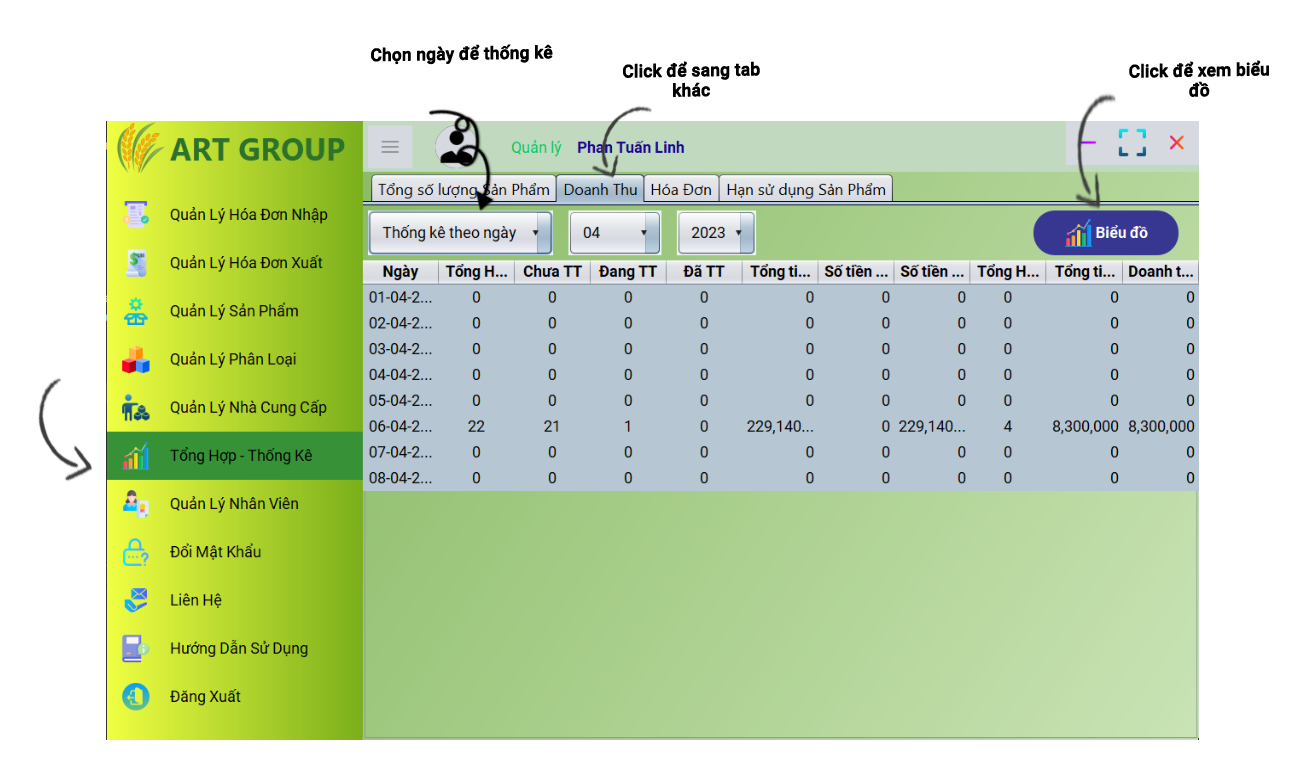 Chọn ngày để thống kê
Click để sang tab
khác
Click để xem biểu
đồ
ART GROUP
Quản lý Phan Tuấn Linh
Tổng số lượng Sản Phẩm Doanh Thu Hóa Đơn Hạn sử dụng Sản Phẩm
Thống kê theo ngày 04 2023 Biểu đồ
Ngày Tổng H... Chưa TT Đang TT Đã TT Tổng ti... Số tiền ... Số tiền ... Tổng H... Tổng ti... Doanh t...
01-04-2... 0 0 0 0 0 0 0 0 0 0
02-04-2... 0 0 0 0 0 0 0 0 0 0
03-04-2... 0 0 0 0 0 0 0 0 0 0
04-04-2... 0 0 0 0 0 0 0 0 0 0
05-04-2... 0 0 0 0 0 0 0 0 0 0
06-04-2... 22 21 1 0 229,140... 0 229,140... 4 8,300,000 8,300,000
07-04-2... 0 0 0 0 0 0 0 0 0 0
08-04-2... 0 0 0 0 0 0 0 0 0 0
Quản Lý Hóa Đơn Nhập
Quản Lý Hóa Đơn Xuất
Quản Lý Sản Phẩm
Quản Lý Phân Loại
Quản Lý Nhà Cung Cấp
Tổng Hợp - Thống Kê
Quản Lý Nhân Viên
Đổi Mật Khẩu
Liên Hệ
Hướng Dẫn Sử Dụng
Đăng Xuất